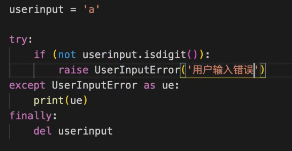 userinput = 'a'
try:
    if (not userinput.isdigit()):
        raise UserInputError('用户输入错误')
except UserInputError as ue:
    print(ue)
finally:
    del userinput